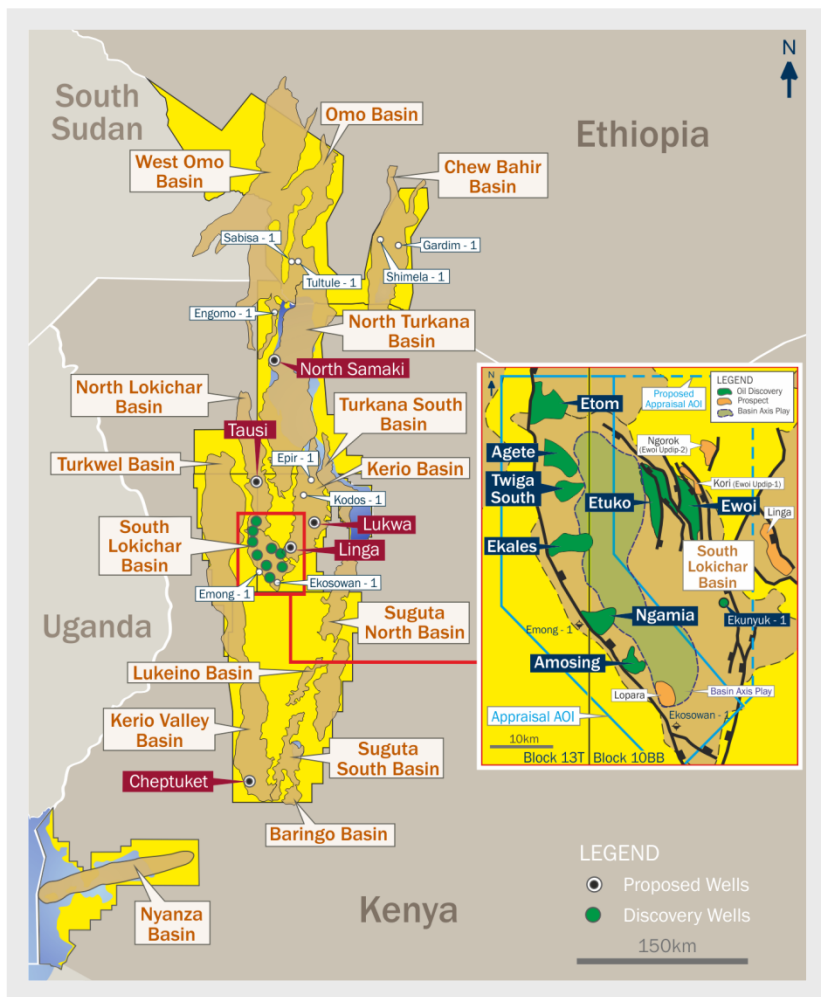 N
South
Sudan
Ethiopia
Omo Basin
West Omo
Basin
Chew Bahir
Basin
Sabisa - 1
Gardim - 1
Shimela - 1
Tultule - 1
Engomo - 1
North Turkana
Basin
North Samaki
North Lokichar
Basin
Turkana South
Basin
Tausi
Epir - 1
Turkwel Basin
Kerio Basin
Kodos - 1
South
Lokichar
Basin
Lukwa
Linga
Emong - 1
Ekosowan - 1
Uganda
Suguta
North Basin
Lukeino Basin
Kerio Valley
Basin
Suguta
South Basin
Cheptuket
Baringo Basin
Nyanza
Basin
Kenya
N
Proposed
Appraisal AOI
LEGEND
Oil Discovery
Prospect
Basin Axis Play
Etom
Agete
Ngorok
(Ewoi Updip-2)
Twiga
South
Kori (Ewoi Updip-1)
Etuko
Ewoi
Linga
Ekales
South
Lokichar
Basin
Ngamia
Ekunyuk - 1
Emong - 1
Amosing
Lopara
Basin Axis Play
Appraisal AOI
Ekosowan - 1
10km
Block 13T
Block 10BB
LEGEND
Proposed Wells
Discovery Wells
150km